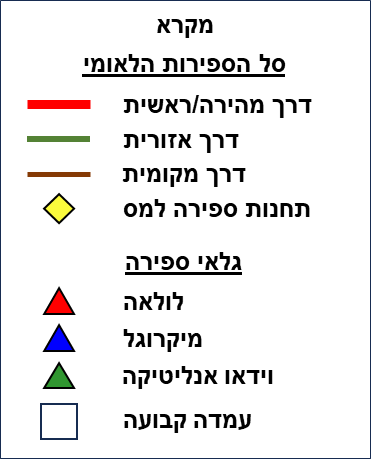 מקרא
סל הספירות הלאומי
דרך מהירה/ראשית
דרך אזורית
דרך מקומית
תחנות ספירה למס
גלאי ספירה
לולאה
מיקרוגל
וידאו אנליטיקה
עמדה קבועה